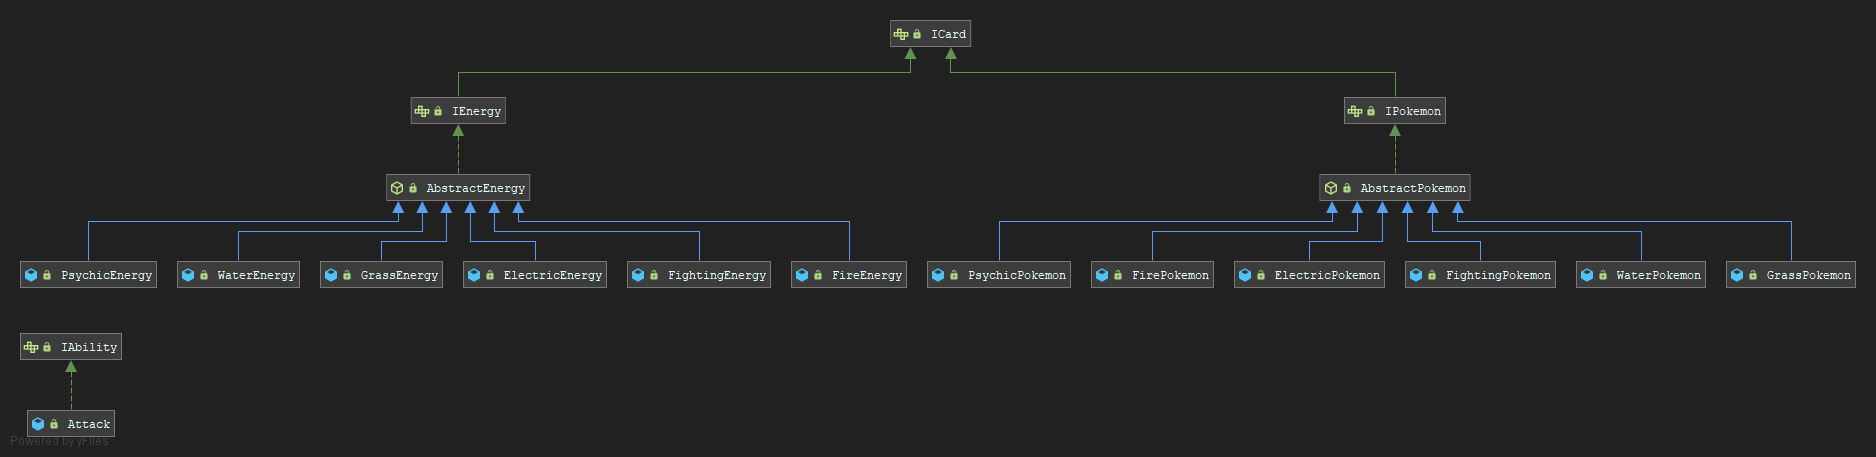 ICard
IEnergy
IPokemon
AbstractEnergy
AbstractPokemon
PsychicEnergy
WaterEnergy
GrassEnergy
ElectricEnergy
FightingEnergy
FireEnergy
PsychicPokemon
FirePokemon
ElectricPokemon
FightingPokemon
WaterPokemon
GrassPokemon
IAbility
Attack
Powered by yFiles